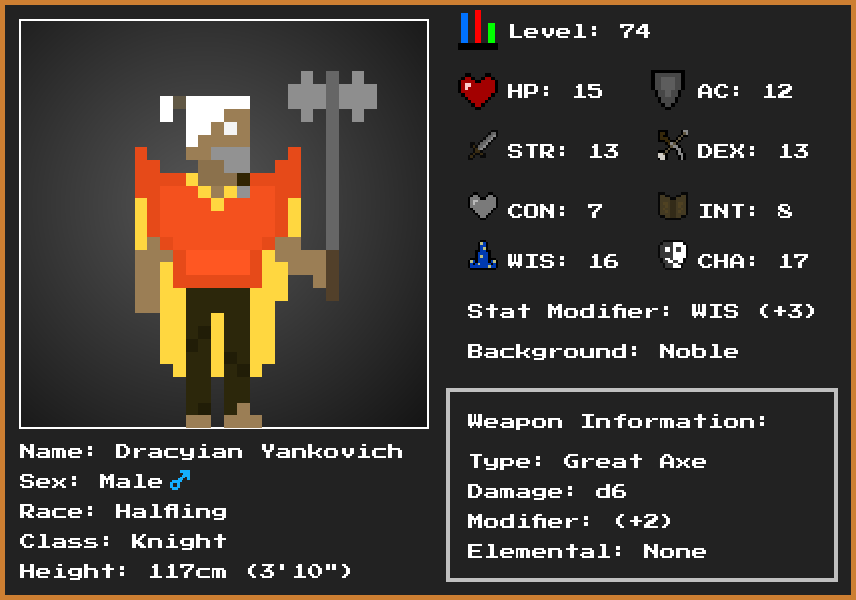 Level: 74
HP: 15
AC: 12
STR: 13
DEX: 13
CON: 7
INT: 8
WIS: 16
CHA: 17
Stat Modifier: WIS (+3)
Background: Noble
Name: Dracyian Yankovich
Sex: Male♂
Race: Halfling
Class: Knight
Height: 117cm (3'10")
Weapon Information:
Type: Great Axe
Damage: d6
Modifier: (+2)
Elemental: None